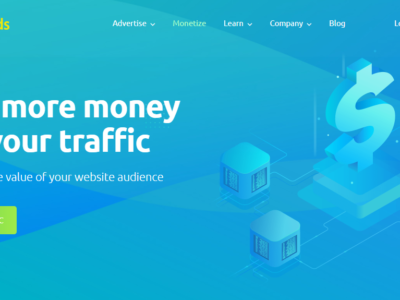 ds
Advertise Monetize Learn Company Blog Lo
more money
your traffic
value of your website audience